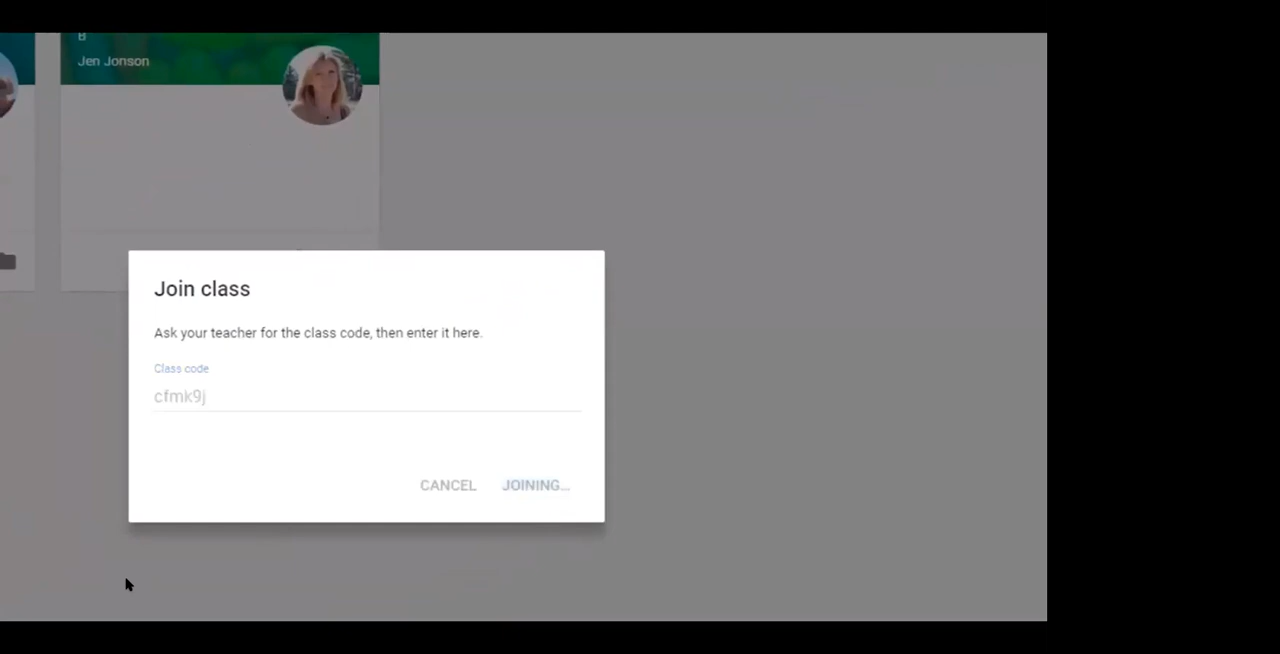 B
Jen Jonson
Join class
Ask your teacher for the class code, then enter it here.
Class code
cfmk9j
CANCEL JOINING...